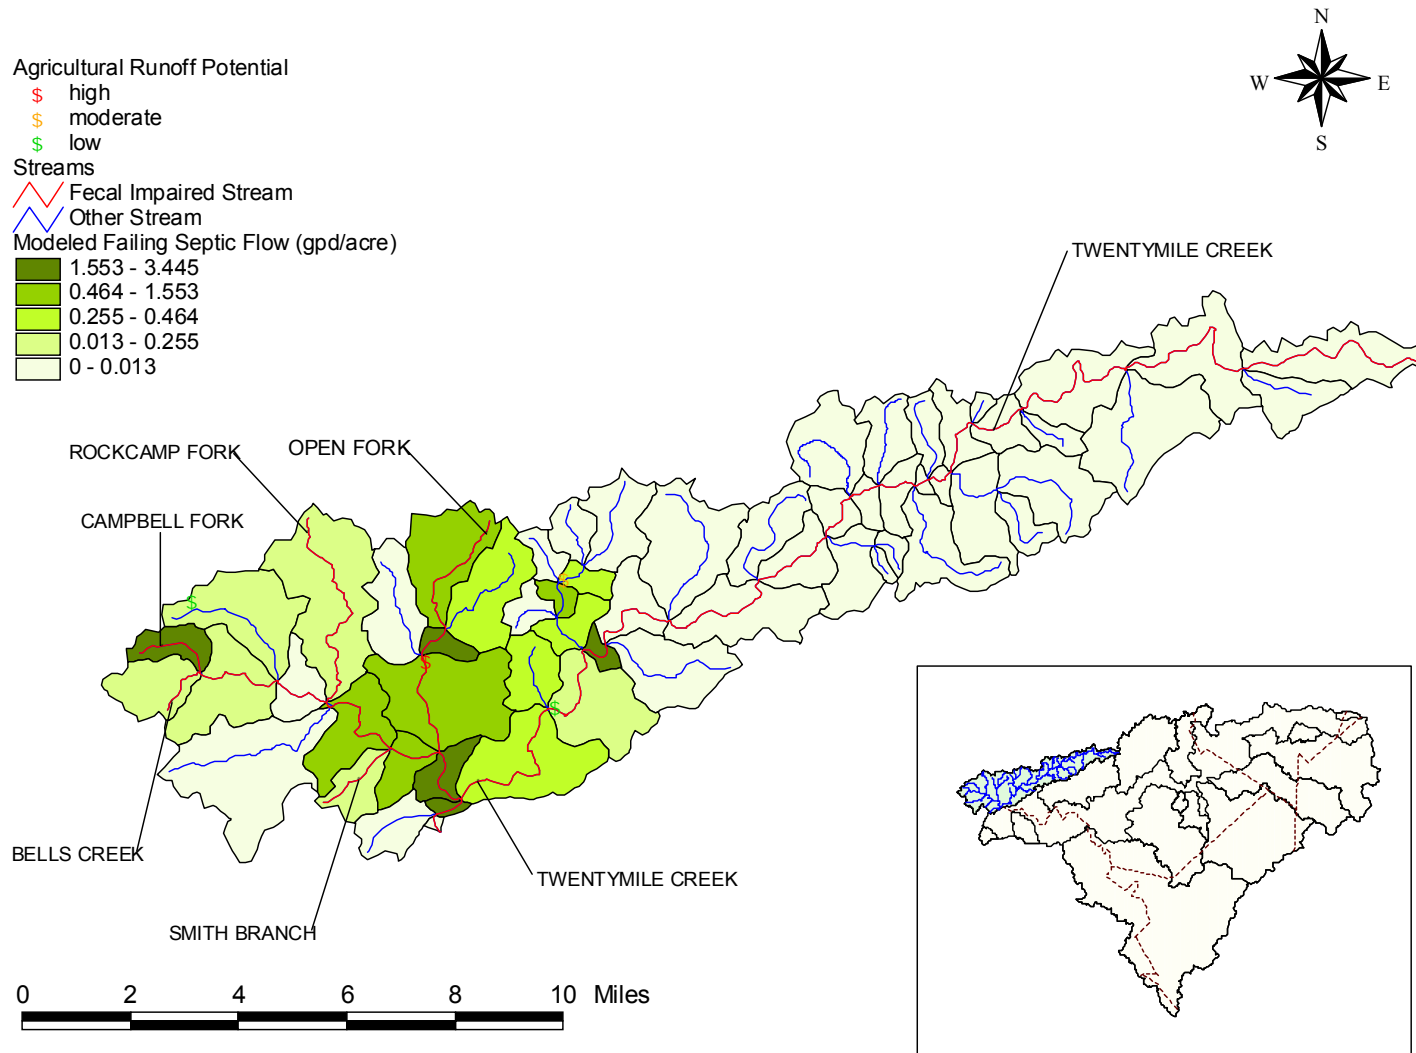 N
W E
S
Agricultural Runoff Potential
$ high
$ moderate
$ low
Streams
Fecal Impaired Stream
Other Stream
Modeled Failing Septic Flow (gpd/acre)
1.553 - 3.445
0.464 - 1.553
0.255 - 0.464
0.013 - 0.255
0 - 0.013
TWENTYMILE CREEK
ROCKCAMP FORK
OPEN FORK
CAMPBELL FORK
$
$
$
$
BELLS CREEK
TWENTYMILE CREEK
SMITH BRANCH
0 2 4 6 8 10 Miles